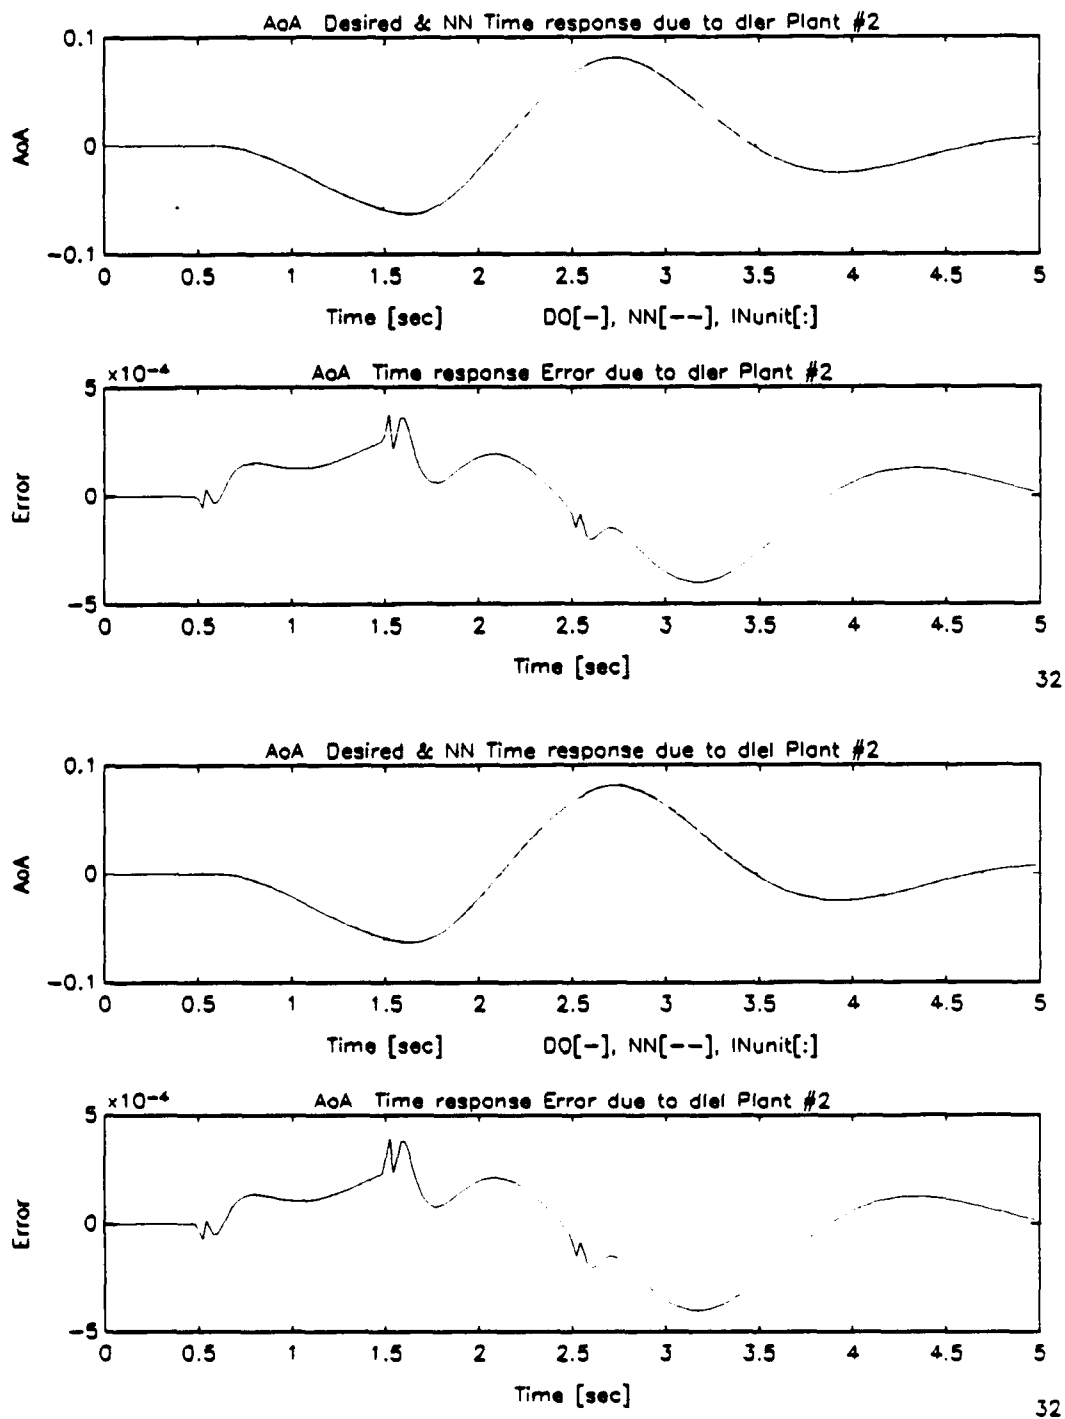 AoA Desired & NN Time response due to dler Plant #2
0.1
0
-0.1
AoA
0 0.5 1 1.5 2 2.5 3 3.5 4 4.5 5
Time [sec] DO[-], NN[--], INunit[:]
×10-4 AoA Time response Error due to dler Plant #2
5
0
-5
Error
0 0.5 1 1.5 2 2.5 3 3.5 4 4.5 5
Time [sec]
32
AoA Desired & NN Time response due to dlel Plant #2
0.1
0
-0.1
AoA
0 0.5 1 1.5 2 2.5 3 3.5 4 4.5 5
Time [sec] DO[-], NN[--], INunit[:]
×10-4 AoA Time response Error due to dlel Plant #2
5
0
-5
Error
0 0.5 1 1.5 2 2.5 3 3.5 4 4.5 5
Time [sec]
32